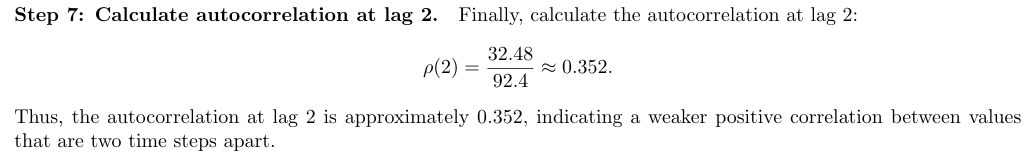 Step 7: Calculate autocorrelation at lag 2. Finally, calculate the autocorrelation at lag 2:
ρ(2) = 32.48/92.4 ≈ 0.352.
Thus, the autocorrelation at lag 2 is approximately 0.352, indicating a weaker positive correlation between values
that are two time steps apart.